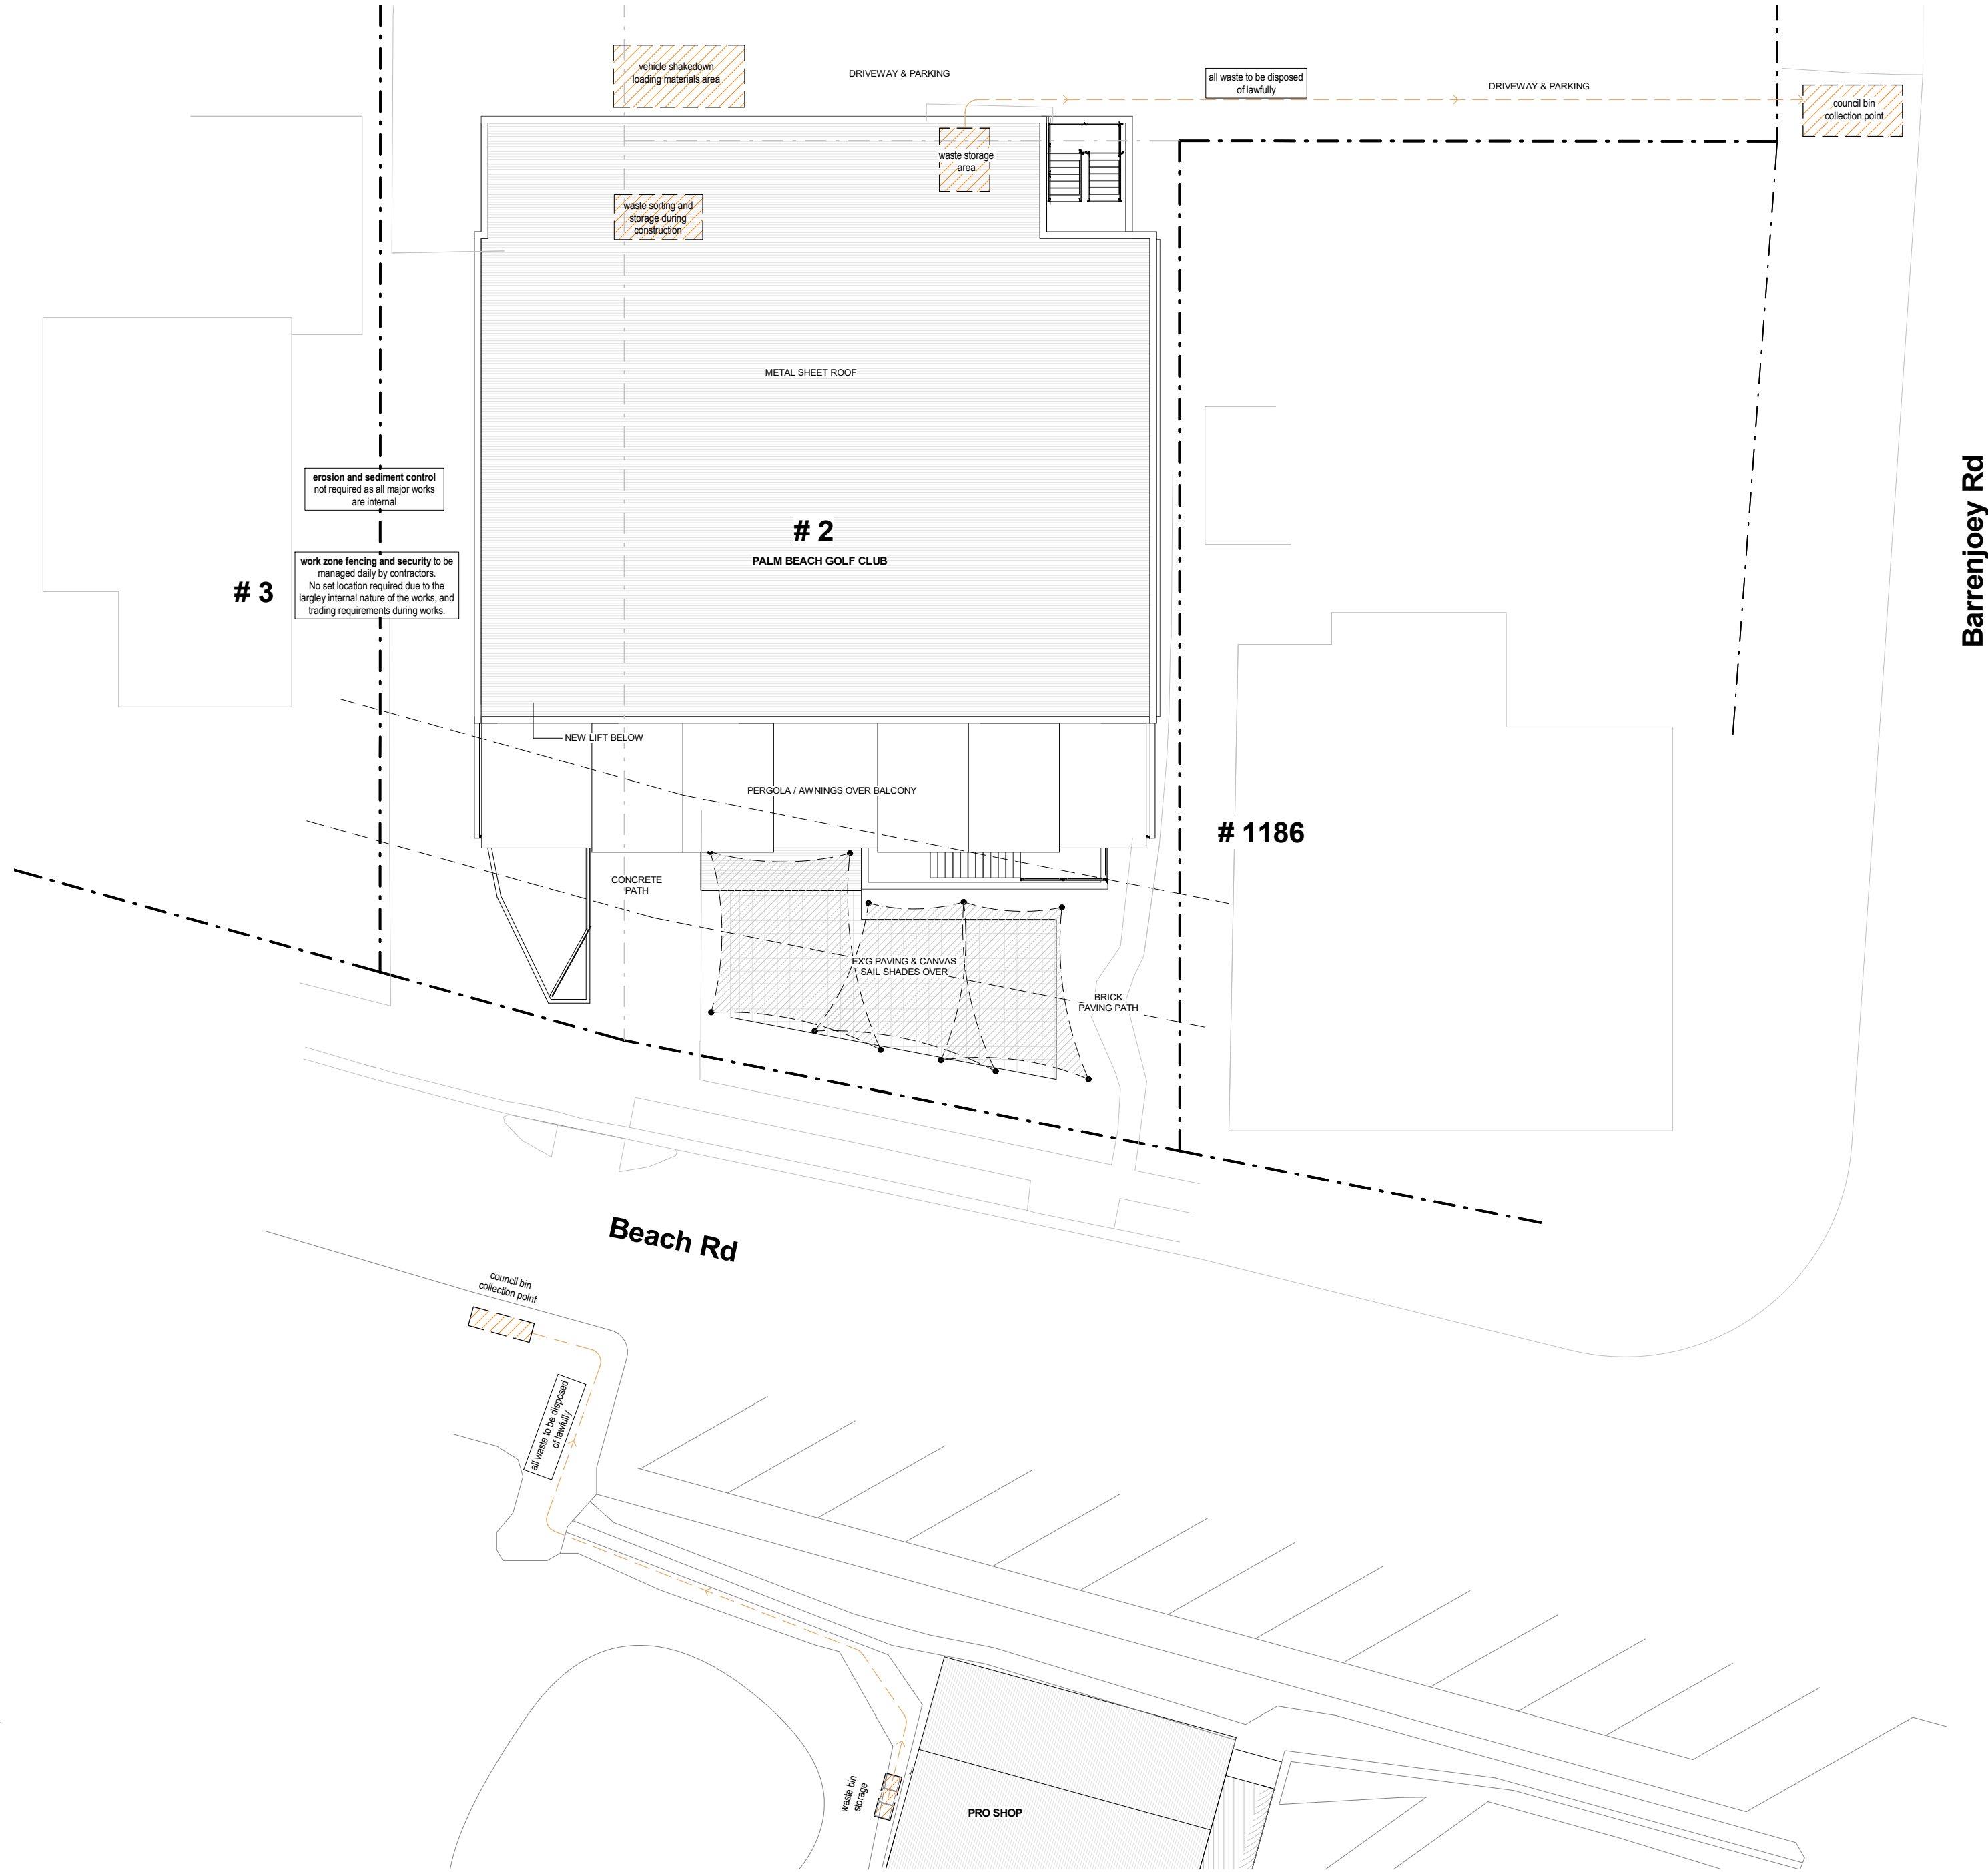 vehicle shakedown
loading materials area
DRIVEWAY & PARKING
all waste to be disposed
of lawfully
DRIVEWAY & PARKING
council bin
collection point
waste storage
area
waste sorting and
storage during
construction
METAL SHEET ROOF
erosion and sediment control
not required as all major works
are internal
# 2
PALM BEACH GOLF CLUB
Barrenjoey Rd
work zone fencing and security to be
managed daily by contractors.
No set location required due to the
largley internal nature of the works, and
trading requirements during works.
# 3
NEW LIFT BELOW
PERGOLA / AWNINGS OVER BALCONY
# 1186
CONCRETE
PATH
EX'G PAVING & CANVAS
SAIL SHADES OVER
BRICK
PAVING PATH
Beach Rd
council bin
collection point
all waste to be disposed
of lawfully
waste bin
storage
PRO SHOP